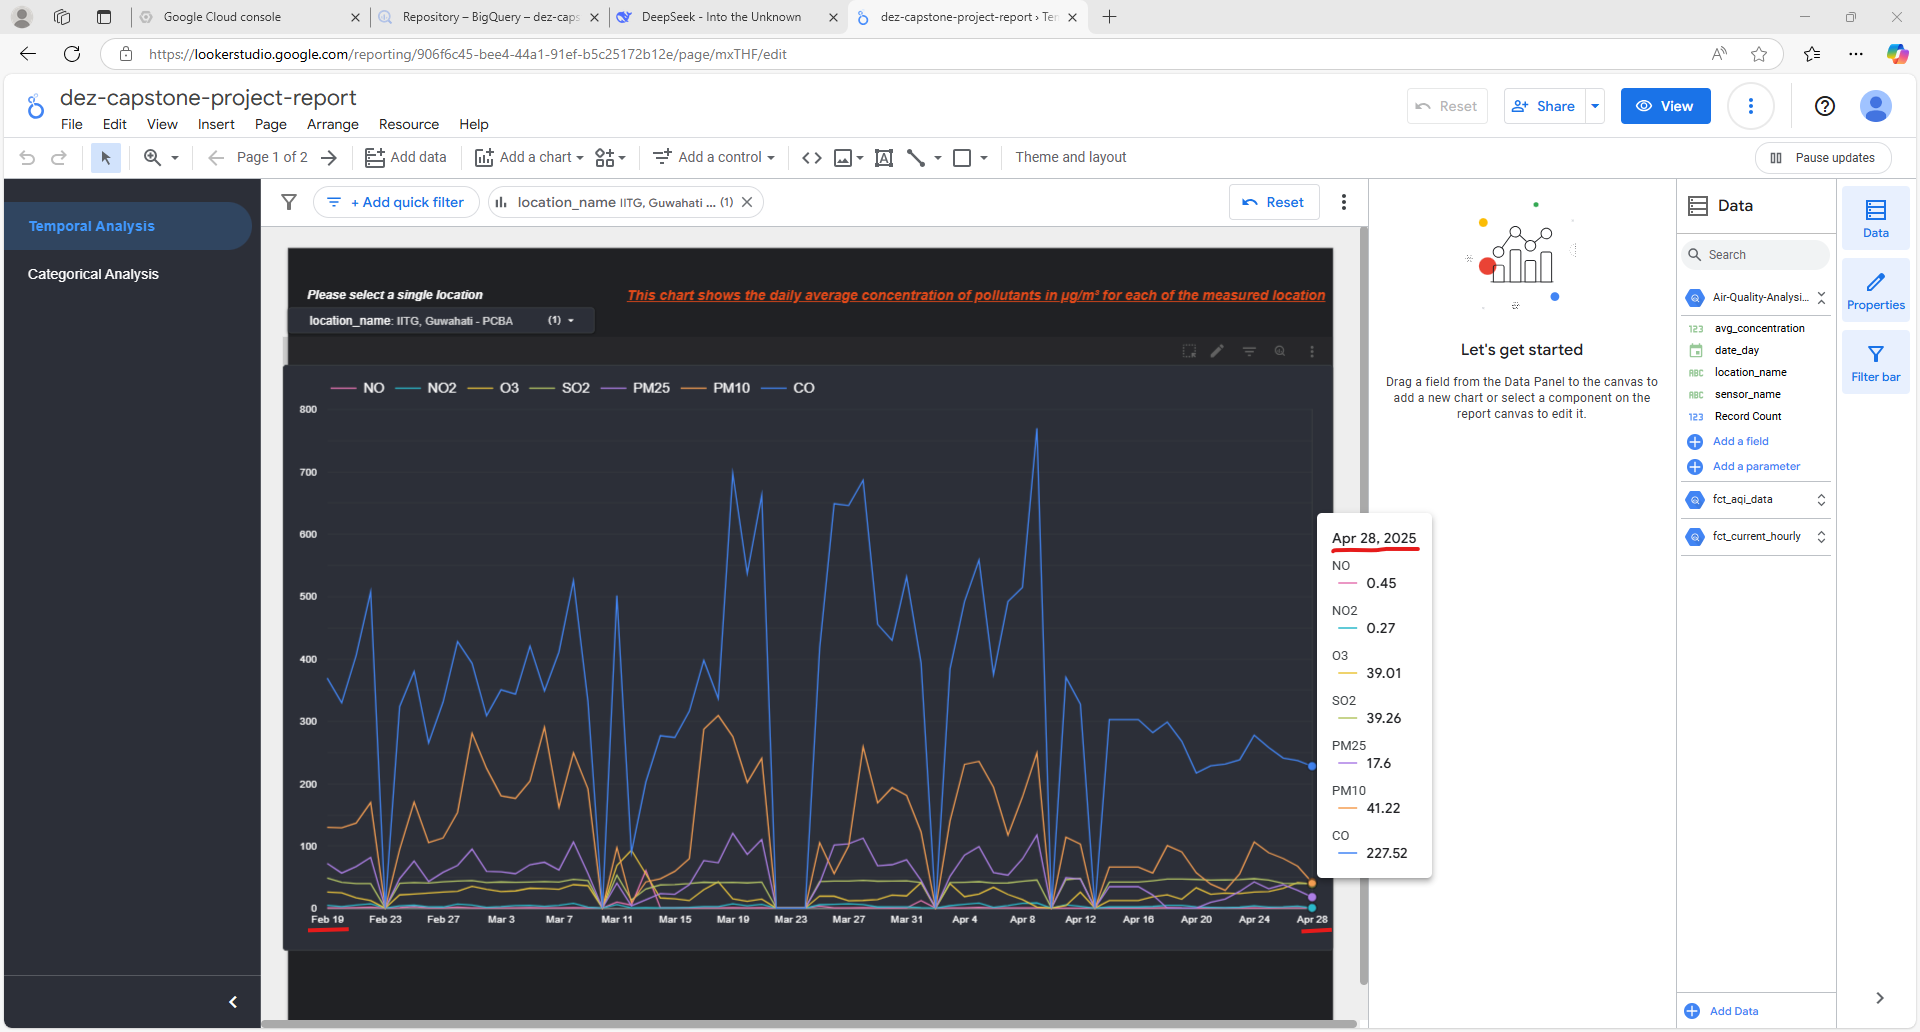 Google Cloud console
Repository – BigQuery – dez-caps
DeepSeek - Into the Unknown
dez-capstone-project-report › Ten
https://lookerstudio.google.com/reporting/906f6c45-bee4-44a1-91ef-b5c25172b12e/page/mxTHF/edit
dez-capstone-project-report
File Edit View Insert Page Arrange Resource Help
Reset
Share
View
Page 1 of 2
Add data
Add a chart
Add a control
Theme and layout
Pause updates
Temporal Analysis
Categorical Analysis
+ Add quick filter
location_name IITG, Guwahati ... (1)
Reset
Please select a single location
This chart shows the daily average concentration of pollutants in µg/m³ for each of the measured location
location_name: IITG, Guwahati - PCBA (1)
NO NO2 O3 SO2 PM25 PM10 CO
800
700
600
500
400
300
200
100
0
Feb 19 Feb 23 Feb 27 Mar 3 Mar 7 Mar 11 Mar 15 Mar 19 Mar 23 Mar 27 Mar 31 Apr 4 Apr 8 Apr 12 Apr 16 Apr 20 Apr 24 Apr 28
Apr 28, 2025
NO
0.45
NO2
0.27
O3
39.01
SO2
39.26
PM25
17.6
PM10
41.22
CO
227.52
Let's get started
Drag a field from the Data Panel to the canvas to
add a new chart or select a component on the
report canvas to edit it.
Data
Search
Air-Quality-Analysi...
123 avg_concentration
date_day
ABC location_name
ABC sensor_name
123 Record Count
Add a field
Add a parameter
fct_aqi_data
fct_current_hourly
Add Data
Data
Properties
Filter bar